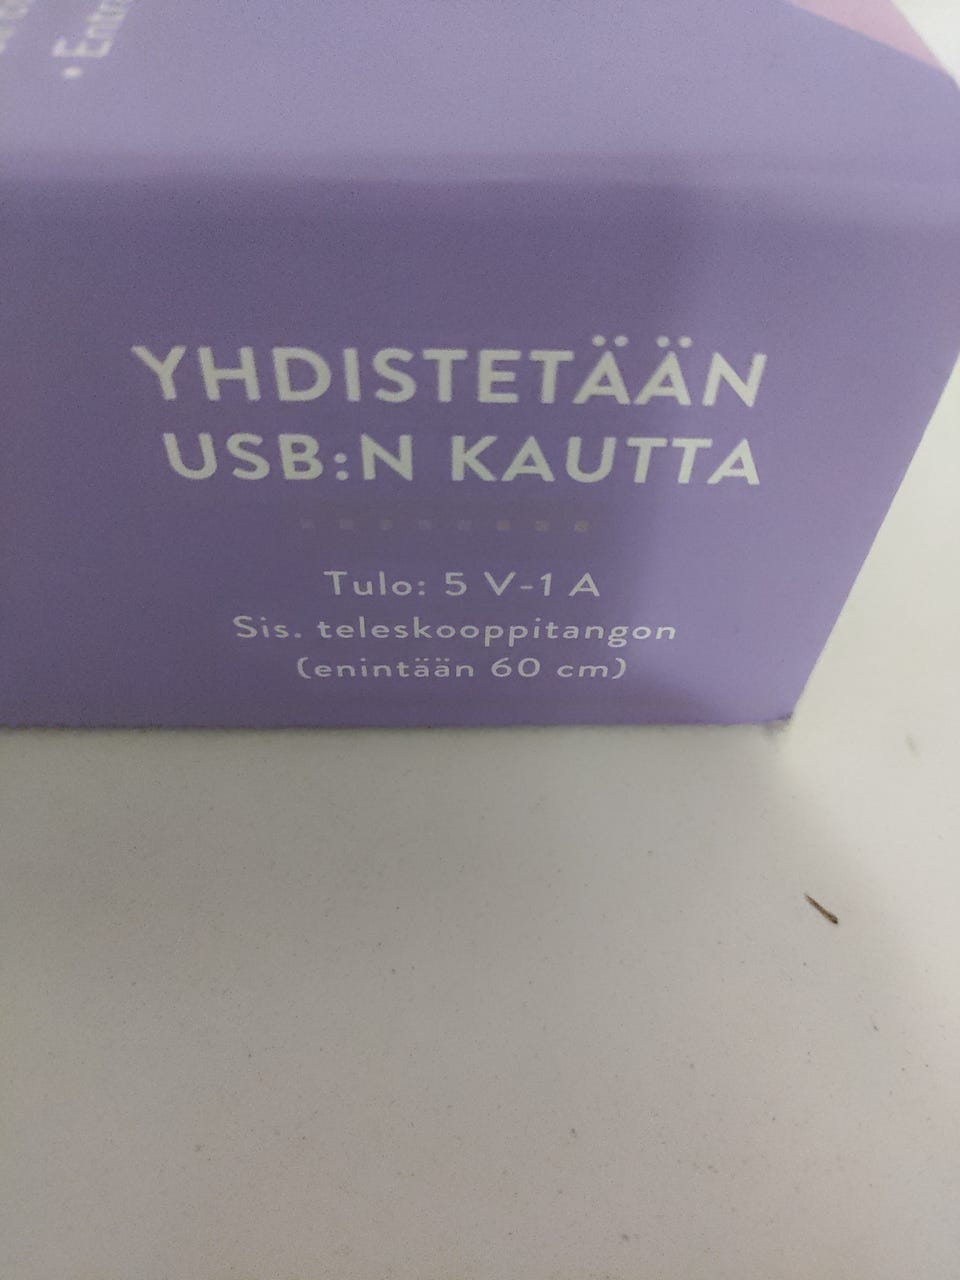 YHDISTETÄÄN
USB:N KAUTTA
Tulo: 5 V-1 A
Sis. teleskooppitangon
(enintään 60 cm)